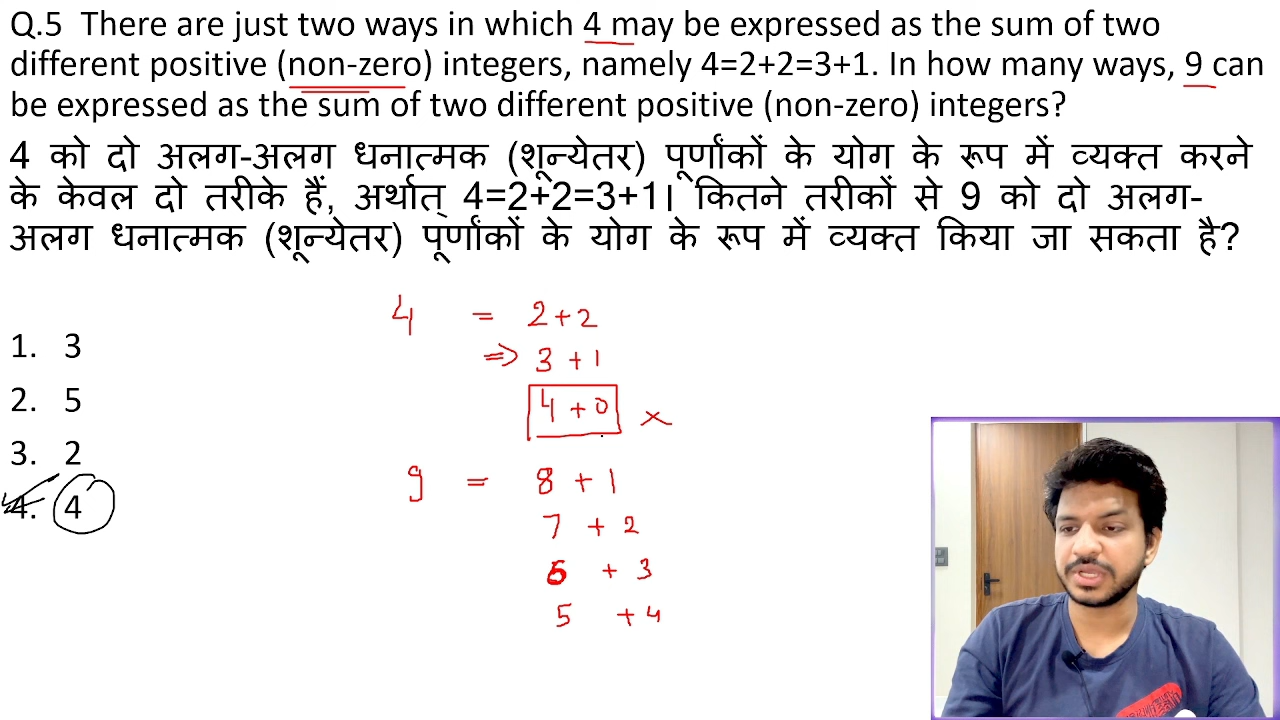 Q.5 There are just two ways in which 4 may be expressed as the sum of two
different positive (non-zero) integers, namely 4=2+2=3+1. In how many ways, 9 can
be expressed as the sum of two different positive (non-zero) integers?
4 को दो अलग-अलग धनात्मक (शून्येतर) पूर्णांकों के योग के रूप में व्यक्त करने
के केवल दो तरीके हैं, अर्थात् 4=2+2=3+1। कितने तरीकों से 9 को दो अलग-
अलग धनात्मक (शून्येतर) पूर्णांकों के योग के रूप में व्यक्त किया जा सकता है?
4 = 2+2
1. 3
⇒ 3 + 1
2. 5
4 + 0 ×
3. 2
9 = 8 + 1
4. 4
7 + 2
6 + 3
5 + 4